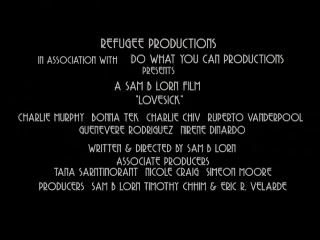 REFUGEE PRODUCTIONS
IN ASSOCIATION WITH DO WHAT YOU CAN PRODUCTIONS
PRESENTS
A SAM B LORN FILM
"LOVESICK"
CHARLIE MURPHY DONNA TEK CHARLIE CHIV RUPERTO VANDERPOOL
GUENEVERE RODRIGUEZ NIRENE DINARDO
WRITTEN & DIRECTED BY SAM B LORN
ASSOCIATE PRODUCERS
TANA SARNTINORANT NICOLE CRAIG SIMEON MOORE
PRODUCERS SAM B LORN TIMOTHY CHHIM & ERIC R. VELARDE